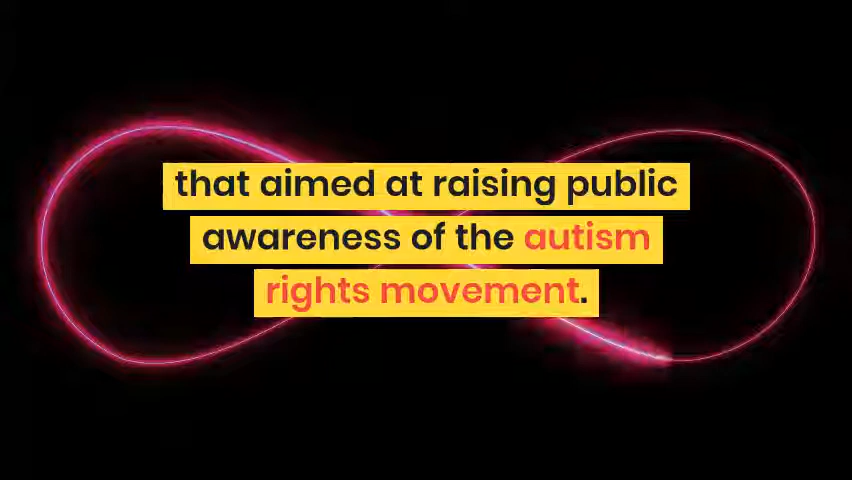 that aimed at raising public
awareness of the autism
rights movement.